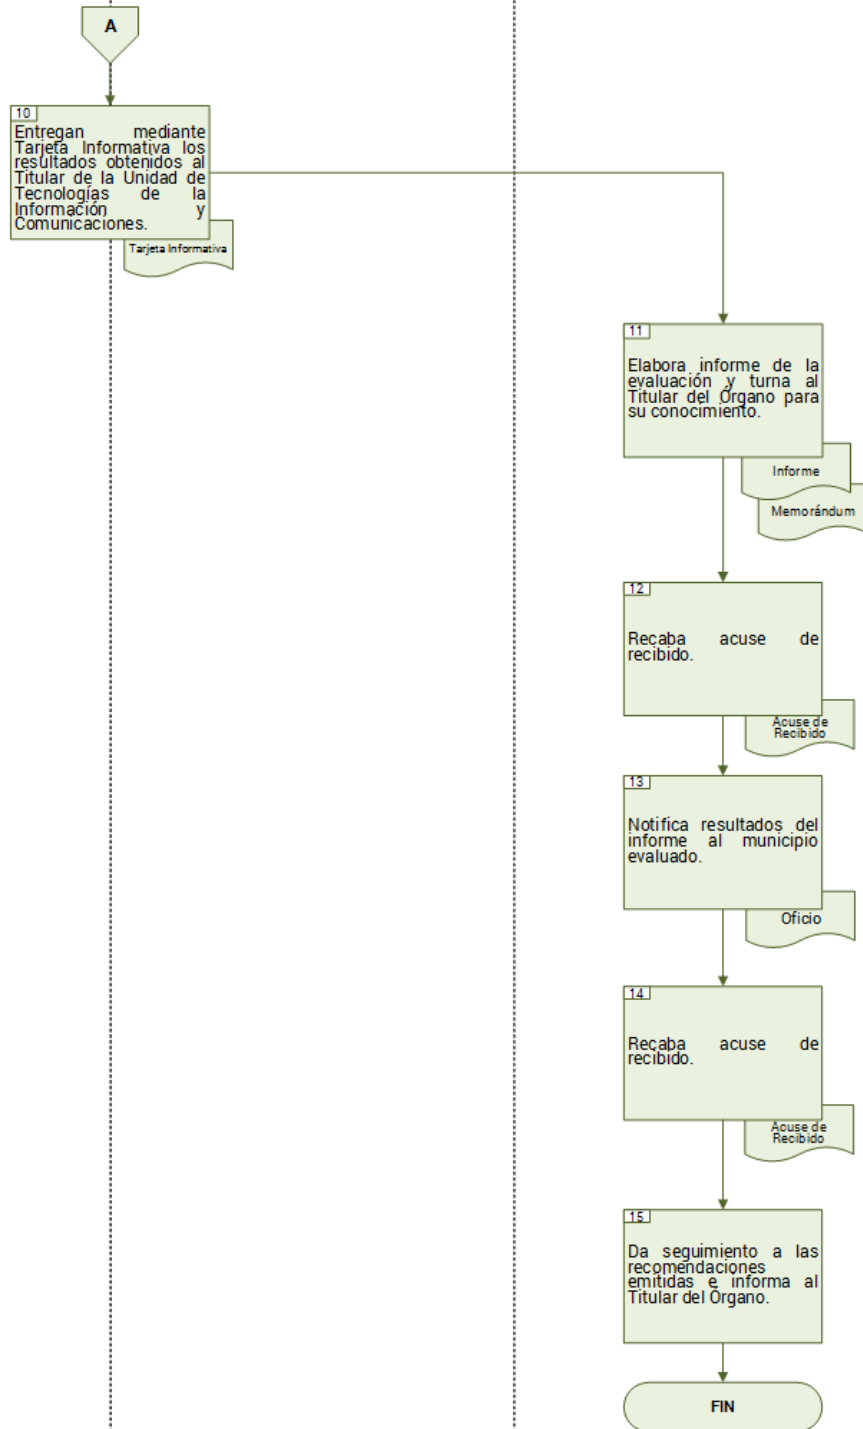 A
10
Entregan mediante
Tarjeta Informativa los
resultados obtenidos al
Titular de la Unidad de
Tecnologías de la
Información y
Comunicaciones.
Tarjeta Informativa
11
Elabora informe de la
evaluación y turna al
Titular del Órgano para
su conocimiento.
Informe
Memorándum
12
Recaba acuse de
recibido.
Acuse de
Recibido
13
Notifica resultados del
informe al municipio
evaluado.
Oficio
14
Recaba acuse de
recibido.
Acuse de
Recibido
15
Da seguimiento a las
recomendaciones
emitidas e informa al
Titular del Órgano.
FIN